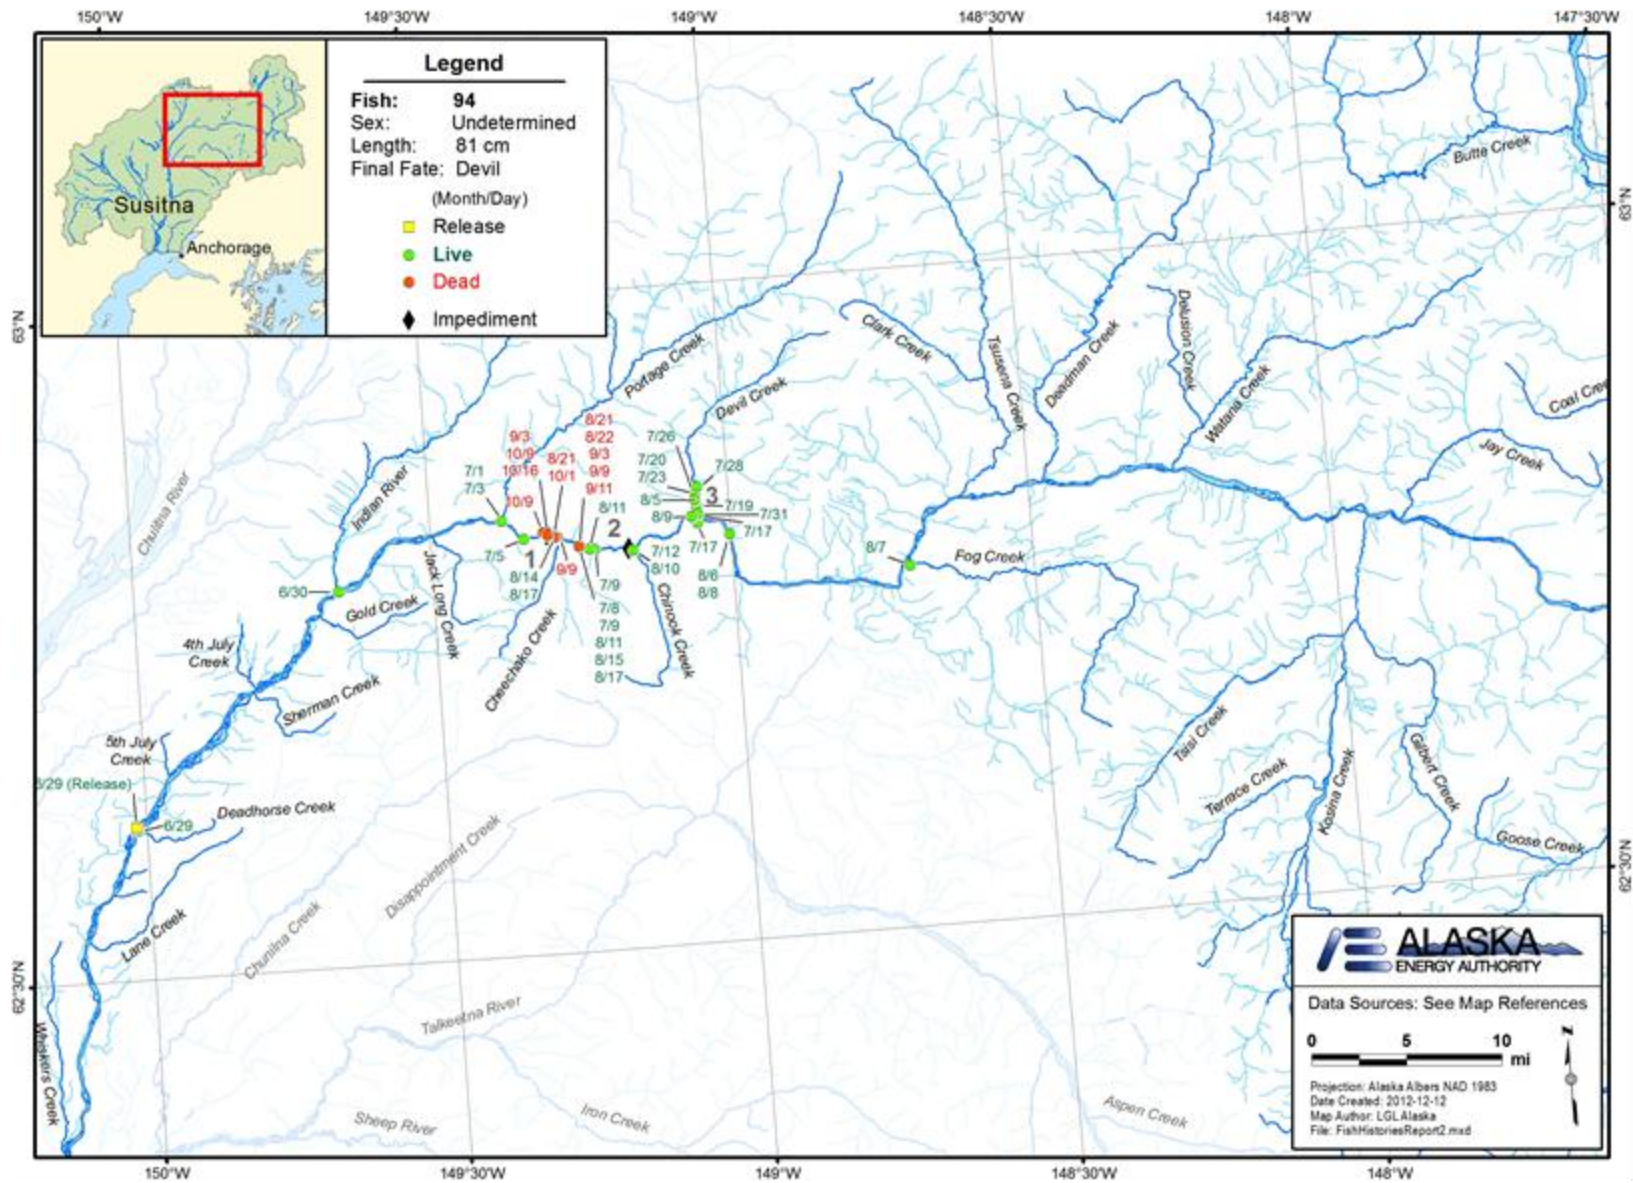 150°W
149°30'W
149°W
148°30'W
148°W
147°30'W
Legend
Fish: 94
Sex: Undetermined
Length: 81 cm
Final Fate: Devil
(Month/Day)
Release
Live
Dead
Impediment
Susitna
Anchorage
63°N
63°N
Butte Creek
Portage Creek
Devil Creek
Clark Creek
Tsusena Creek
Deadman Creek
Delusion Creek
Watana Creek
Coal Cree
Jay Creek
Chulitna River
Indian River
7/1
7/3
9/3
10/9
10/16
10/9
8/21
10/1
8/21
8/22
9/3
9/9
9/11
8/11
7/26
7/20
7/23
8/5
8/9
7/28
3
7/19
7/31
7/17
7/17
2
1
7/5
8/14
8/17
9/9
7/9
7/8
7/9
8/11
8/15
8/17
7/12
8/10
8/6
8/8
8/7
Fog Creek
6/30
Gold Creek
Jack Long Creek
Cheechako Creek
Chinook Creek
4th July
Creek
Sherman Creek
5th July
Creek
/29 (Release)
6/29
Deadhorse Creek
Lane Creek
Disappointment Creek
Chunilna Creek
Talkeetna River
Whiskers Creek
Sheep River
Iron Creek
Aspen Creek
Tsisi Creek
Terrace Creek
Kosina Creek
Gilbert Creek
Goose Creek
62°30'N
62°30'N
ALASKA
ENERGY AUTHORITY
Data Sources: See Map References
0 5 10
mi
N
Projection: Alaska Albers NAD 1983
Date Created: 2012-12-12
Map Author: LGL Alaska
File: FishHistoriesReport2.mxd
150°W
149°30'W
149°W
148°30'W
148°W